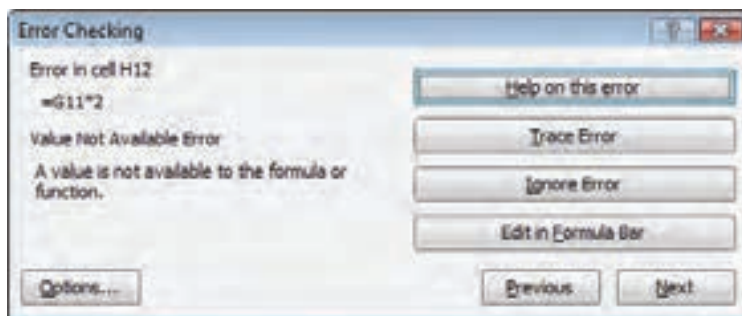 Error Checking
Error in cell H12
=G11*2
Value Not Available Error
A value is not available to the formula or
function.
Help on this error
Trace Error
Ignore Error
Edit in Formula Bar
Options...
Previous
Next